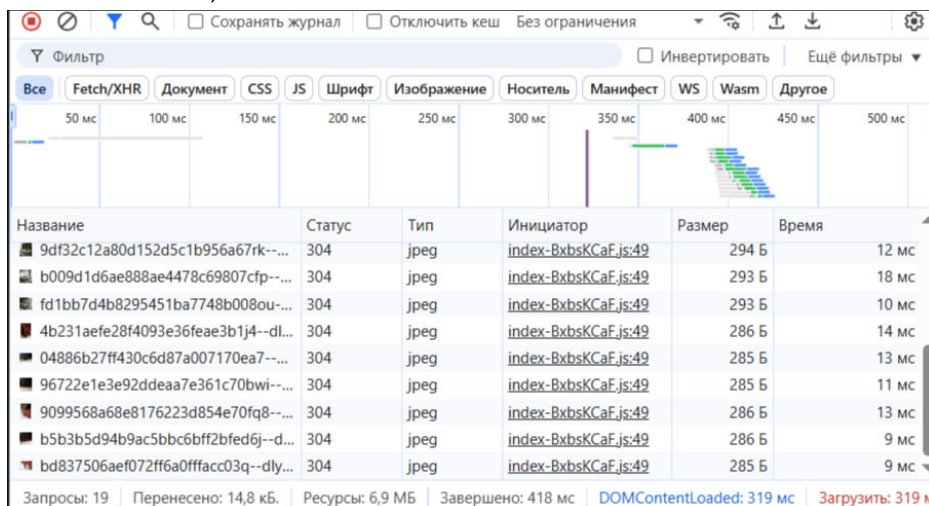 Сохранять журнал Отключить кеш Без ограничения
Фильтр Инвертировать Ещё фильтры
Все Fetch/XHR Документ CSS JS Шрифт Изображение Носитель Манифест WS Wasm Другое
50 мс 100 мс 150 мс 200 мс 250 мс 300 мс 350 мс 400 мс 450 мс 500 мс
Название Статус Тип Инициатор Размер Время
9df32c12a80d152d5c1b956a67rk--... 304 jpeg index-BxbsKCaF.js:49 294 Б 12 мс
b009d1d6ae888ae4478c69807cfp--... 304 jpeg index-BxbsKCaF.js:49 293 Б 18 мс
fd1bb7d4b8295451ba7748b008ou-... 304 jpeg index-BxbsKCaF.js:49 293 Б 10 мс
4b231aefe28f4093e36feae3b1j4--dl... 304 jpeg index-BxbsKCaF.js:49 286 Б 14 мс
04886b27ff430c6d87a007170ea7--... 304 jpeg index-BxbsKCaF.js:49 285 Б 13 мс
96722e1e3e92ddeaa7e361c70bwi--... 304 jpeg index-BxbsKCaF.js:49 285 Б 11 мс
9099568a68e8176223d854e70fq8--... 304 jpeg index-BxbsKCaF.js:49 286 Б 13 мс
b5b3b5d94b9ac5bbc6bff2bfed6j--d... 304 jpeg index-BxbsKCaF.js:49 286 Б 9 мс
bd837506aef072ff6a0fffacc03q--dly... 304 jpeg index-BxbsKCaF.js:49 285 Б 9 мс
Запросы: 19 Перенесено: 14,8 кБ. Ресурсы: 6,9 МБ Завершено: 418 мс DOMContentLoaded: 319 мс Загрузить: 319